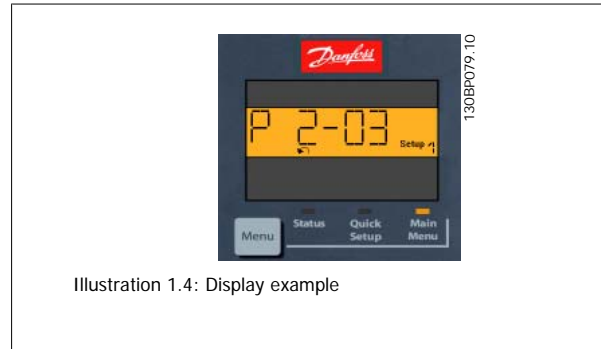 Danfoss
130BP079.10
P 2-03
Setup 1
Menu
Status
Quick Setup
Main Menu
Illustration 1.4: Display example